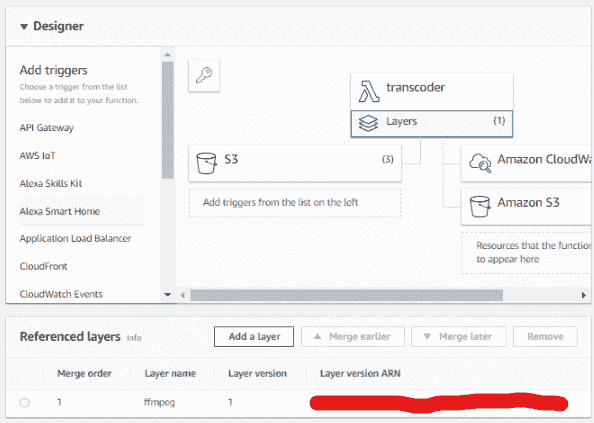 Designer
Add triggers
Choose a trigger from the list
below to add it to your function.
API Gateway
AWS IoT
Alexa Skills Kit
Alexa Smart Home
Application Load Balancer
CloudFront
CloudWatch Events
transcoder
Layers (1)
S3 (3)
Add triggers from the list on the left
Amazon CloudWa
Amazon S3
Resources that the function
to appear here
Referenced layers Info Add a layer Merge earlier Merge later Remove
Merge order Layer name Layer version Layer version ARN
1 ffmpeg 1